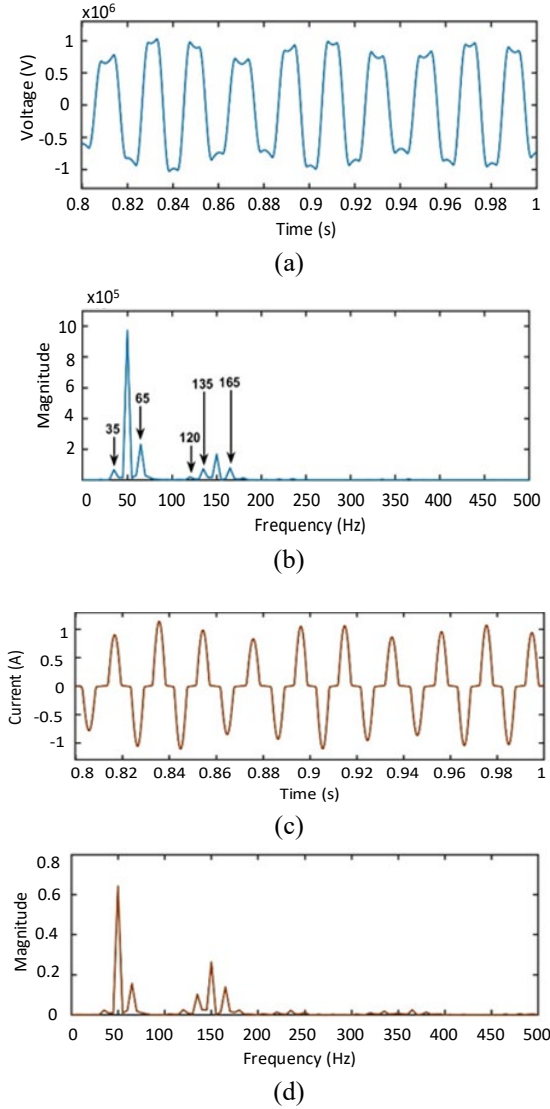 x10⁶
1
0.5
0
-0.5
-1
Voltage (V)
0.8 0.82 0.84 0.86 0.88 0.9 0.92 0.94 0.96 0.98 1
Time (s)
(a)
x10⁵
10
8
6
4
2
Magnitude
35
65
120
135
165
0 50 100 150 200 250 300 350 400 450 500
Frequency (Hz)
(b)
1
0.5
0
-0.5
-1
Current (A)
0.8 0.82 0.84 0.86 0.88 0.9 0.92 0.94 0.96 0.98 1
Time (s)
(c)
0.8
0.6
0.4
0.2
0
Magnitude
0 50 100 150 200 250 300 350 400 450 500
Frequency (Hz)
(d)